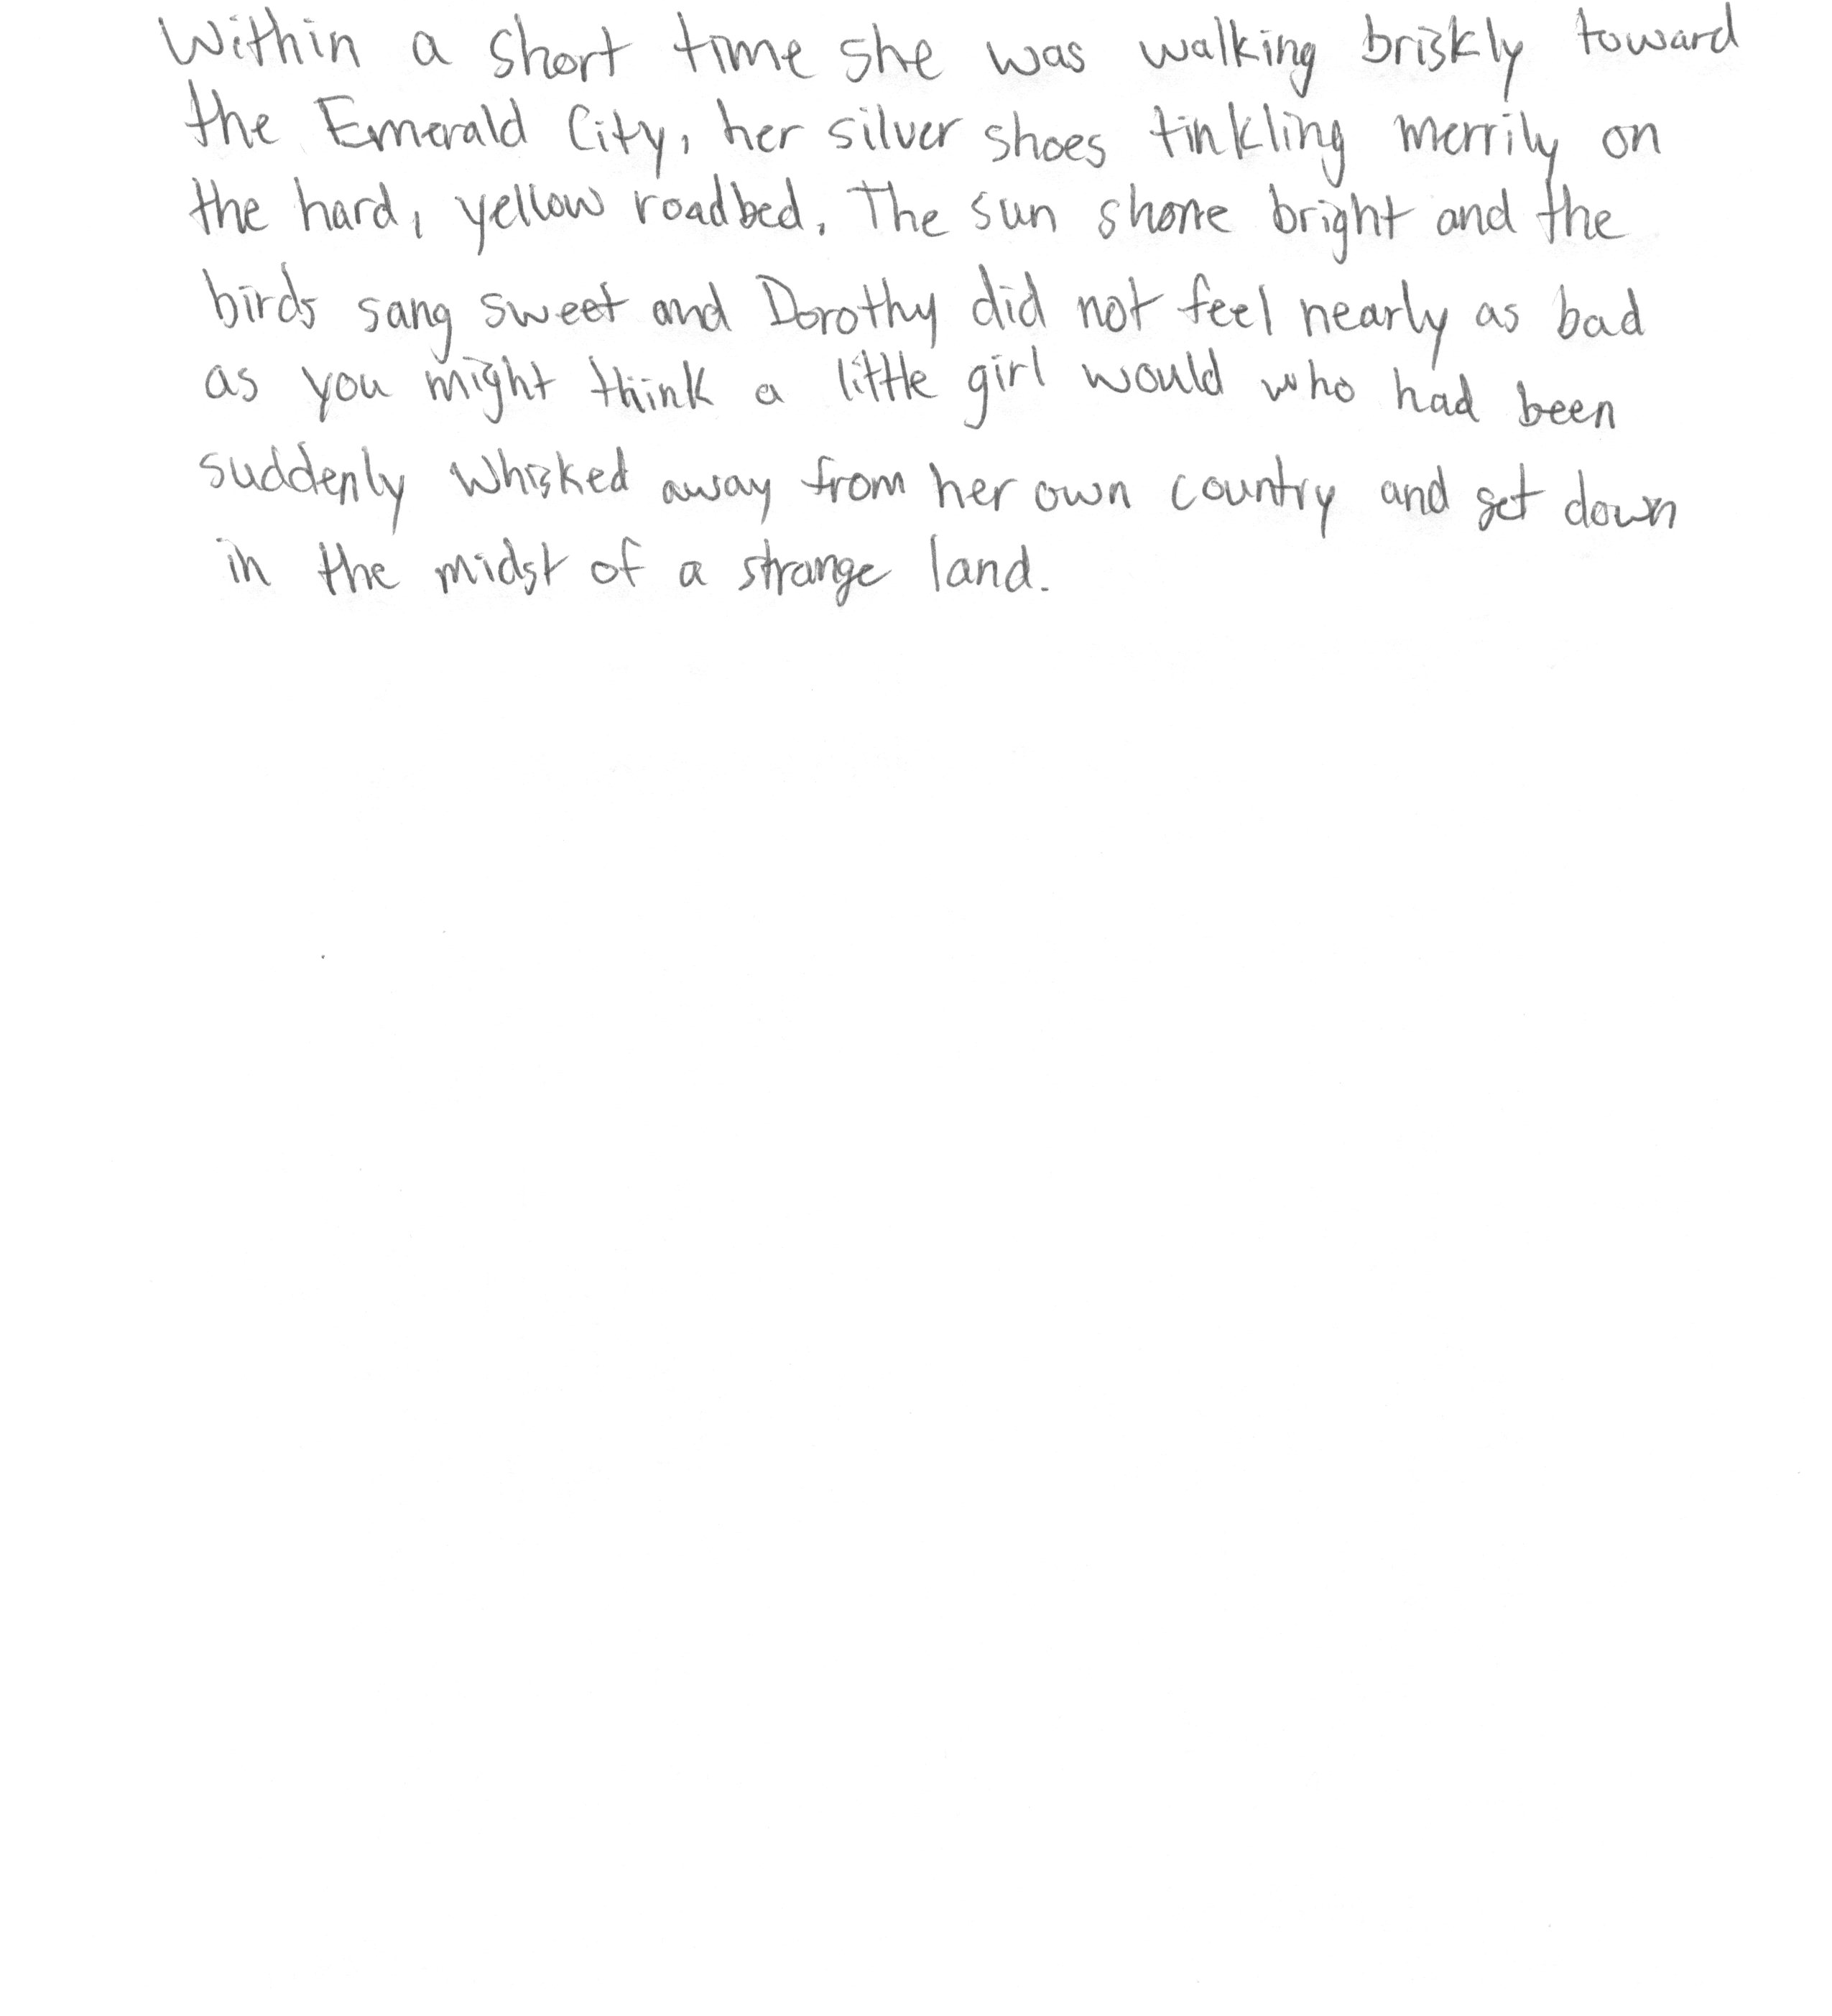 Within a short time she was walking briskly toward
the Emerald City, her silver shoes tinkling merrily on
the hard, yellow roadbed. The sun shone bright and the
birds sang sweet and Dorothy did not feel nearly as bad
as you might think a little girl would who had been
suddenly whisked away from her own country and set down
in the midst of a strange land.